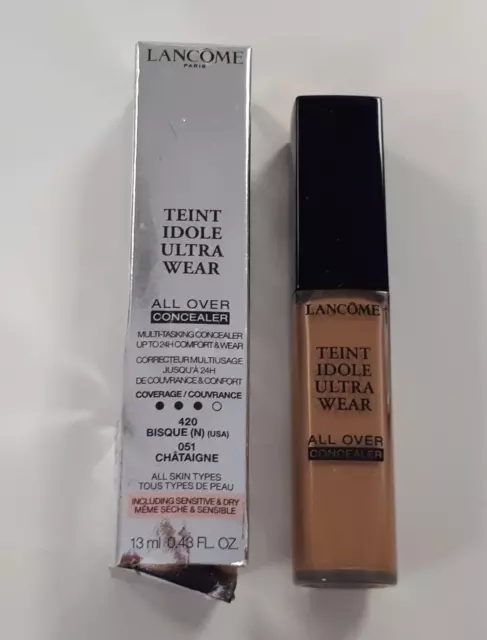 LANCÔME
PARIS
TEINT
IDOLE
ULTRA
WEAR
ALL OVER
CONCEALER
MULTI-TASKING CONCEALER
UP TO 24H COMFORT & WEAR
CORRECTEUR MULTIUSAGE
JUSQU'À 24H
DE COUVRANCE & CONFORT
COVERAGE / COUVRANCE
420
BISQUE (N) (USA)
051
CHÂTAIGNE
ALL SKIN TYPES
TOUS TYPES DE PEAU
INCLUDING SENSITIVE & DRY
MÊME SÈCHE & SENSIBLE
13 ml 0.43 FL. OZ.
LANCÔME
TEINT
IDOLE
ULTRA
WEAR
ALL OVER
CONCEALER